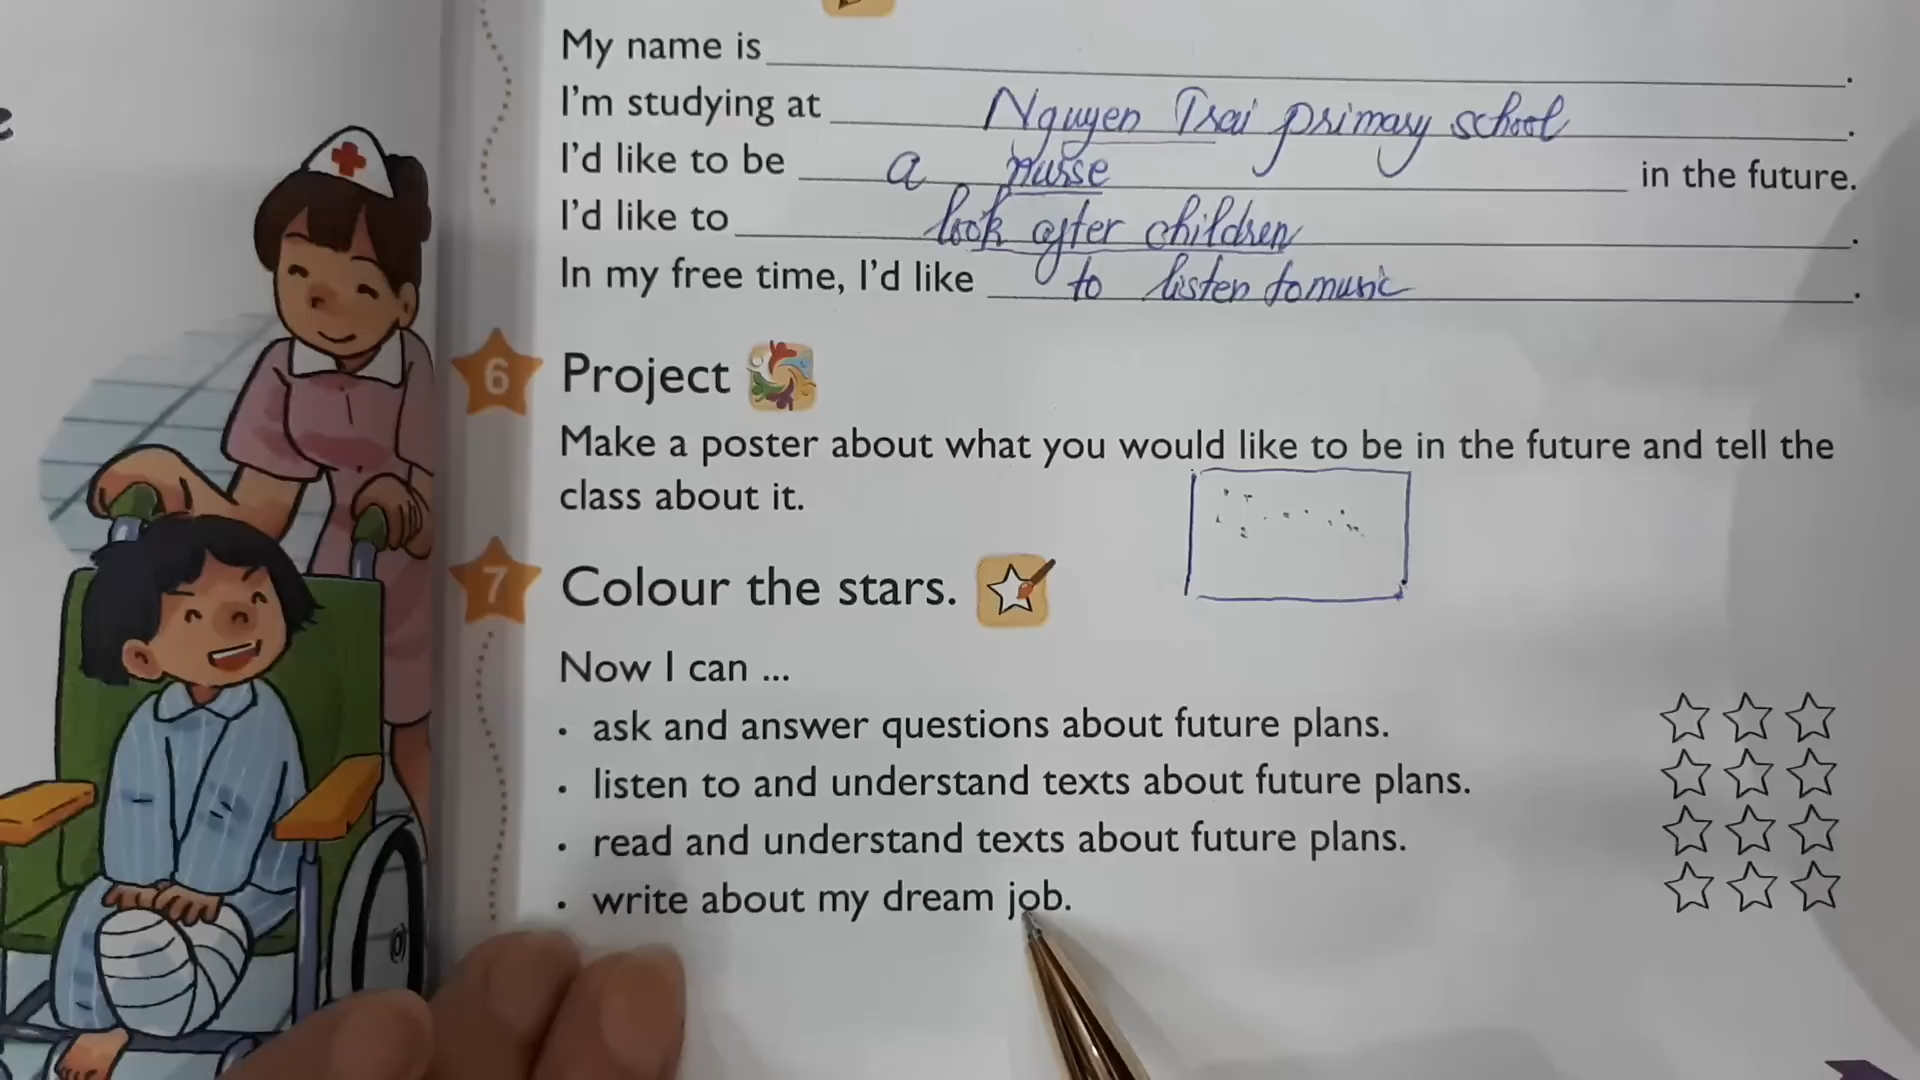 My name is .
I'm studying at Nguyen Trai primary school .
I'd like to be a nurse in the future.
I'd like to look after children .
In my free time, I'd like to listen to music .
6 Project
Make a poster about what you would like to be in the future and tell the
class about it.
7 Colour the stars.
Now I can ...
• ask and answer questions about future plans.
• listen to and understand texts about future plans.
• read and understand texts about future plans.
• write about my dream job.